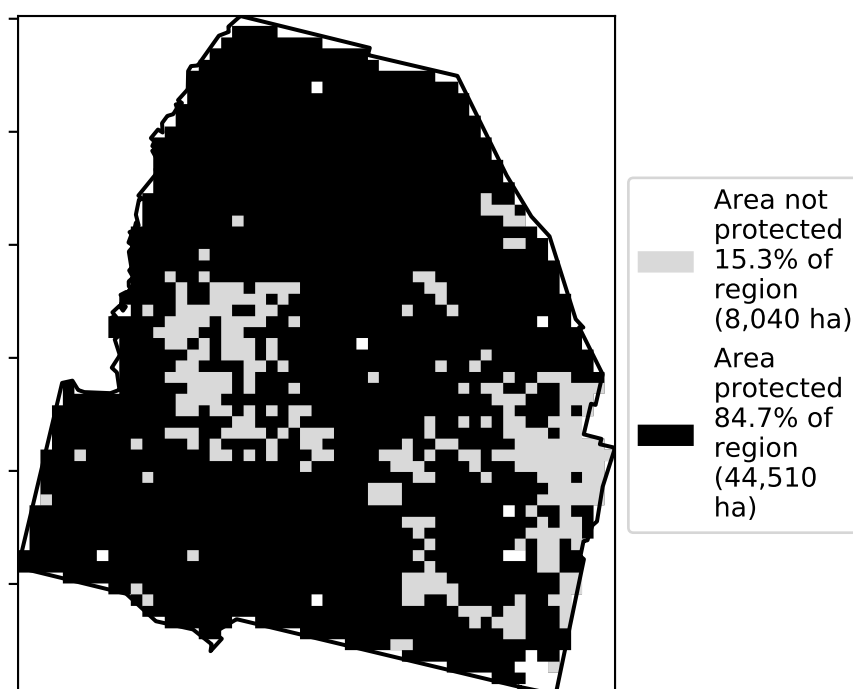 Area not
protected
15.3% of
region
(8,040 ha)
Area
protected
84.7% of
region
(44,510
ha)